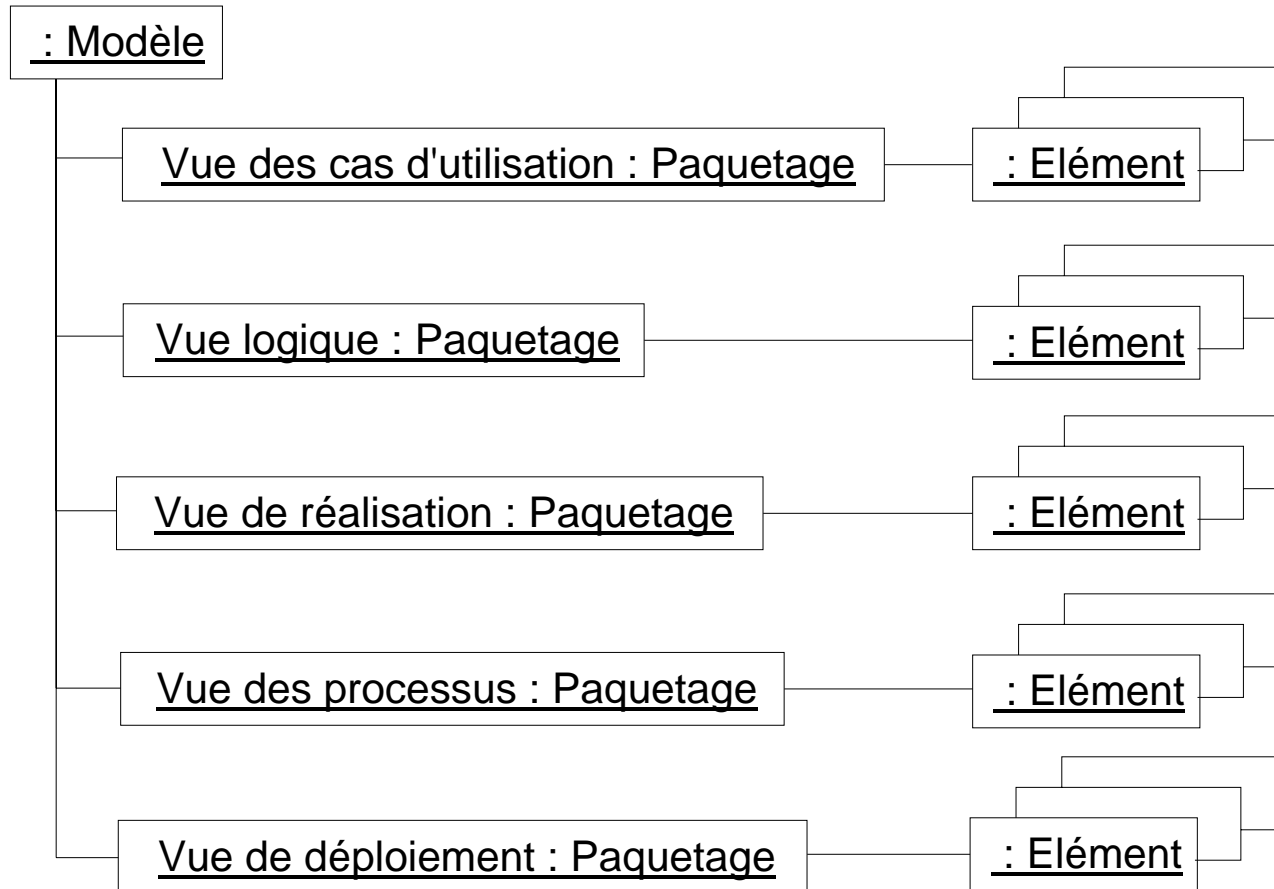 : Modèle
Vue des cas d'utilisation : Paquetage
: Elément
Vue logique : Paquetage
: Elément
Vue de réalisation : Paquetage
: Elément
Vue des processus : Paquetage
: Elément
Vue de déploiement : Paquetage
: Elément